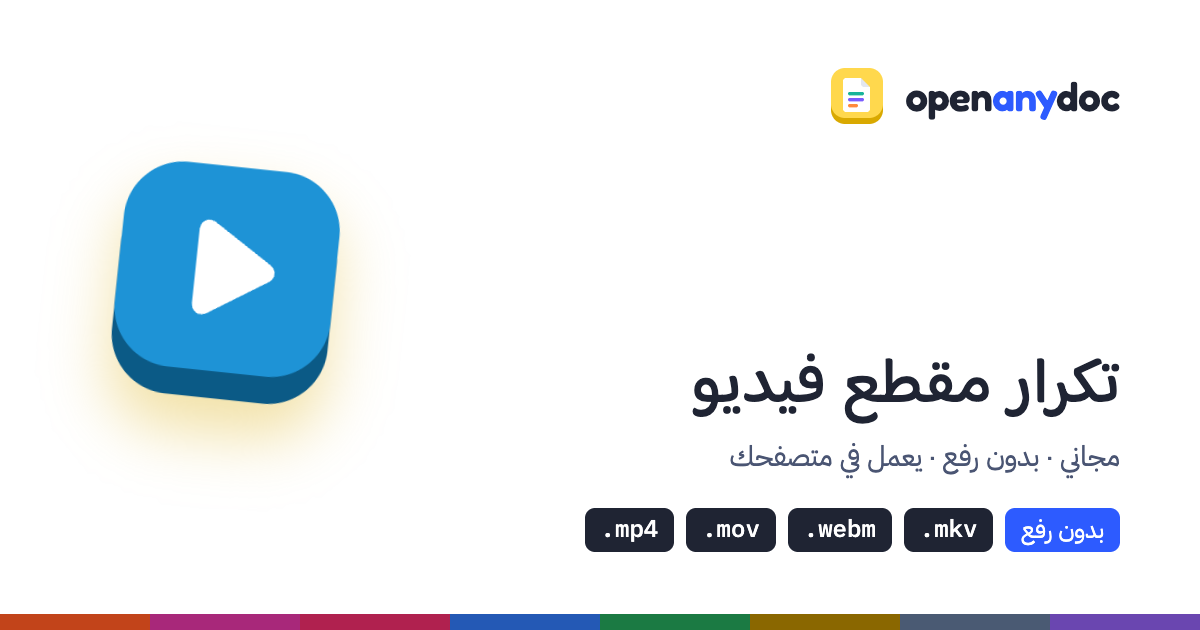 openanydoc
تكرار مقطع فيديو
مجاني · بدون رفع · يعمل في متصفحك
بدون رفع .mkv .webm .mov .mp4